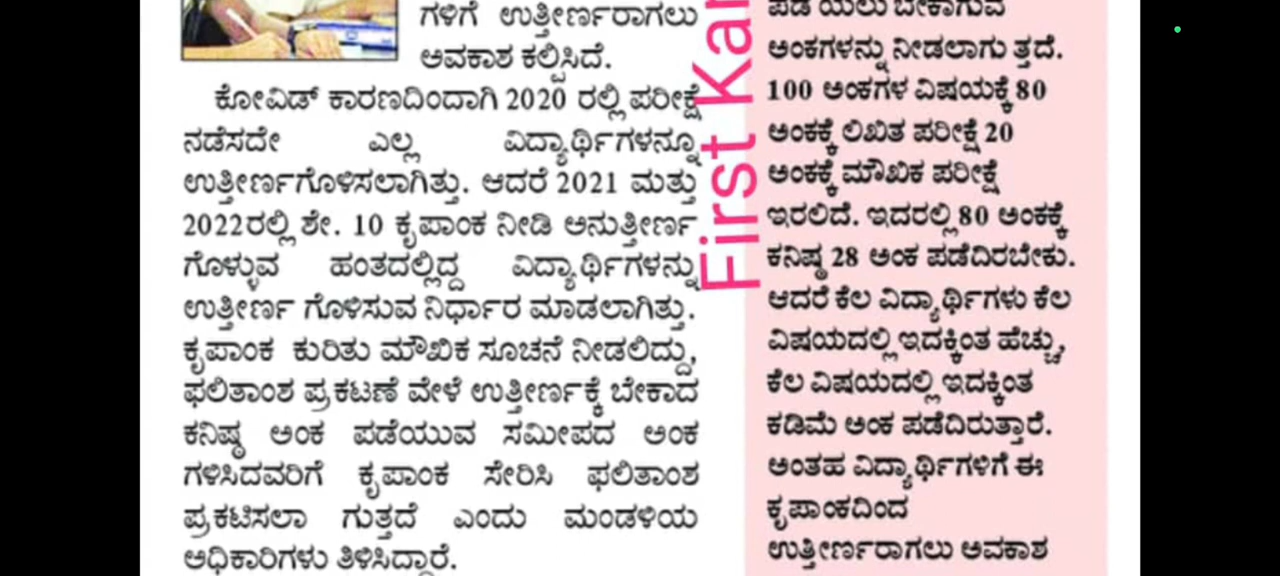 ಗಳಿಗೆ ಉತ್ತೀರ್ಣರಾಗಲು
ಅವಕಾಶ ಕಲ್ಪಿಸಿದೆ.
ಕೋವಿಡ್ ಕಾರಣದಿಂದಾಗಿ 2020 ರಲ್ಲಿ ಪರೀಕ್ಷೆ
ನಡೆಸದೇ ಎಲ್ಲ ವಿದ್ಯಾರ್ಥಿಗಳನ್ನೂ
ಉತ್ತೀರ್ಣಗೊಳಿಸಲಾಗಿತ್ತು. ಆದರೆ 2021 ಮತ್ತು
2022ರಲ್ಲಿ ಶೇ. 10 ಕೃಪಾಂಕ ನೀಡಿ ಅನುತ್ತೀರ್ಣ
ಗೊಳ್ಳುವ ಹಂತದಲ್ಲಿದ್ದ ವಿದ್ಯಾರ್ಥಿಗಳನ್ನು
ಉತ್ತೀರ್ಣ ಗೊಳಿಸುವ ನಿರ್ಧಾರ ಮಾಡಲಾಗಿತ್ತು.
ಕೃಪಾಂಕ ಕುರಿತು ಮೌಖಿಕ ಸೂಚನೆ ನೀಡಲಿದ್ದು,
ಫಲಿತಾಂಶ ಪ್ರಕಟಣೆ ವೇಳೆ ಉತ್ತೀರ್ಣಕ್ಕೆ ಬೇಕಾದ
ಕನಿಷ್ಠ ಅಂಕ ಪಡೆಯುವ ಸಮೀಪದ ಅಂಕ
ಗಳಿಸಿದವರಿಗೆ ಕೃಪಾಂಕ ಸೇರಿಸಿ ಫಲಿತಾಂಶ
ಪ್ರಕಟಿಸಲಾ ಗುತ್ತದೆ ಎಂದು ಮಂಡಳಿಯ
ಅಧಿಕಾರಿಗಳು ತಿಳಿಸಿದ್ದಾರೆ.
First Kar
ಪಡೆ ಯಲು ಬೇಕಾಗುವ
ಅಂಕಗಳನ್ನು ನೀಡಲಾಗು ತ್ತದೆ.
100 ಅಂಕಗಳ ವಿಷಯಕ್ಕೆ 80
ಅಂಕಕ್ಕೆ ಲಿಖಿತ ಪರೀಕ್ಷೆ 20
ಅಂಕಕ್ಕೆ ಮೌಖಿಕ ಪರೀಕ್ಷೆ
ಇರಲಿದೆ. ಇದರಲ್ಲಿ 80 ಅಂಕಕ್ಕೆ
ಕನಿಷ್ಠ 28 ಅಂಕ ಪಡೆದಿರಬೇಕು.
ಆದರೆ ಕೆಲ ವಿದ್ಯಾರ್ಥಿಗಳು ಕೆಲ
ವಿಷಯದಲ್ಲಿ ಇದಕ್ಕಿಂತ ಹೆಚ್ಚು,
ಕೆಲ ವಿಷಯದಲ್ಲಿ ಇದಕ್ಕಿಂತ
ಕಡಿಮೆ ಅಂಕ ಪಡೆದಿರುತ್ತಾರೆ.
ಅಂತಹ ವಿದ್ಯಾರ್ಥಿಗಳಿಗೆ ಈ
ಕೃಪಾಂಕದಿಂದ
ಉತ್ತೀರ್ಣರಾಗಲು ಅವಕಾಶ